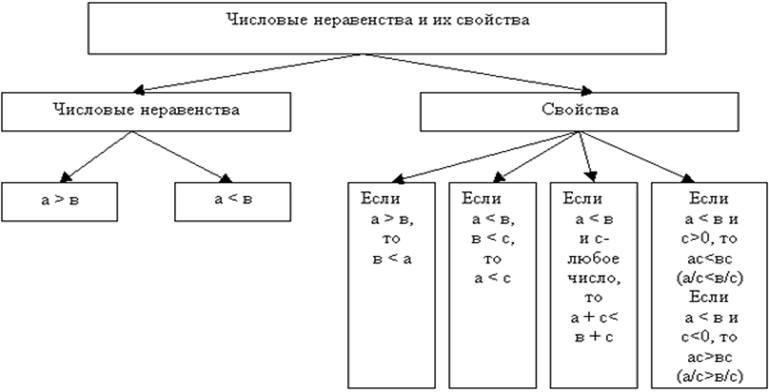 Числовые неравенства и их свойства
Числовые неравенства
Свойства
а > в
а < в
Если
а > в,
то
в < а
Если
а < в,
в < с,
то
а < с
Если
а < в
и с-
любое
число,
то
а + с<
в + с
Если
а < в и
с>0, то
ас<вс
(а/с<в/с)
Если
а < в и
с<0, то
ас>вс
(а/с>в/с)